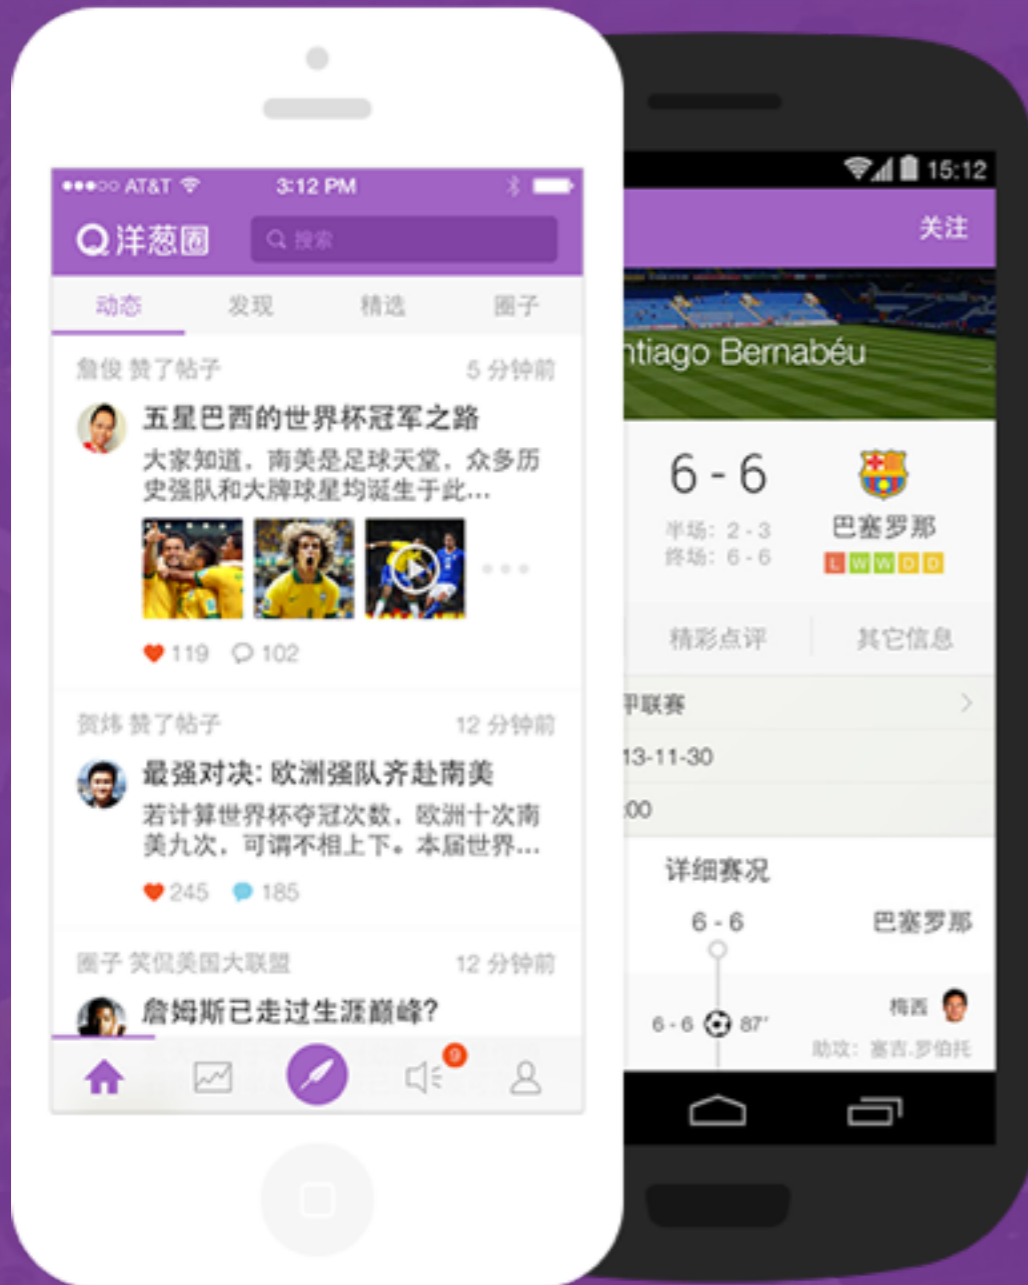 AT&T
3:12 PM
洋葱圈
搜索
动态
发现
精选
圈子
詹俊 赞了帖子
5 分钟前
五星巴西的世界杯冠军之路
大家知道，南美是足球天堂，众多历
史强队和大牌球星均诞生于此...
119
102
贺炜 赞了帖子
12 分钟前
最强对决: 欧洲强队齐赴南美
若计算世界杯夺冠次数，欧洲十次南
美九次，可谓不相上下。本届世界...
245
185
圈子 笑侃美国大联盟
12 分钟前
詹姆斯已走过生涯巅峰?
9
15:12
关注
ntiago Bernabéu
6 - 6
半场: 2 - 3
终场: 6 - 6
巴塞罗那
L W W D D
精彩点评
其它信息
甲联赛
13-11-30
:00
详细赛况
6 - 6
巴塞罗那
6 - 6
87'
梅西
助攻: 塞吉.罗伯托